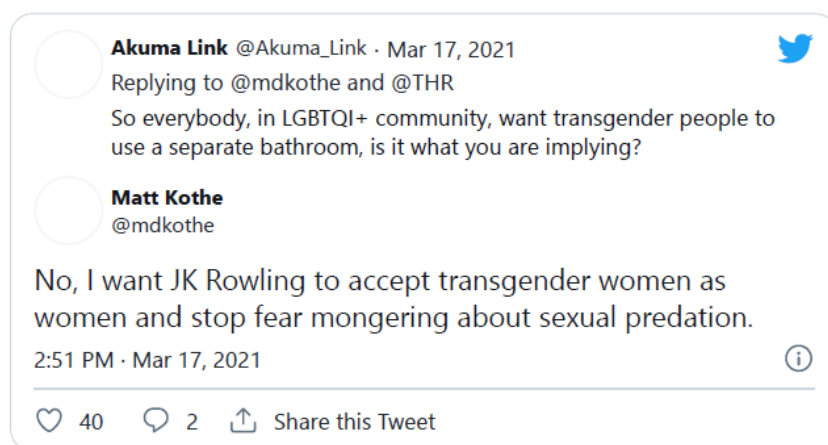 Akuma Link @Akuma_Link · Mar 17, 2021
Replying to @mdkothe and @THR
So everybody, in LGBTQI+ community, want transgender people to
use a separate bathroom, is it what you are implying?
Matt Kothe
@mdkothe
No, I want JK Rowling to accept transgender women as
women and stop fear mongering about sexual predation.
2:51 PM · Mar 17, 2021
40 2 Share this Tweet